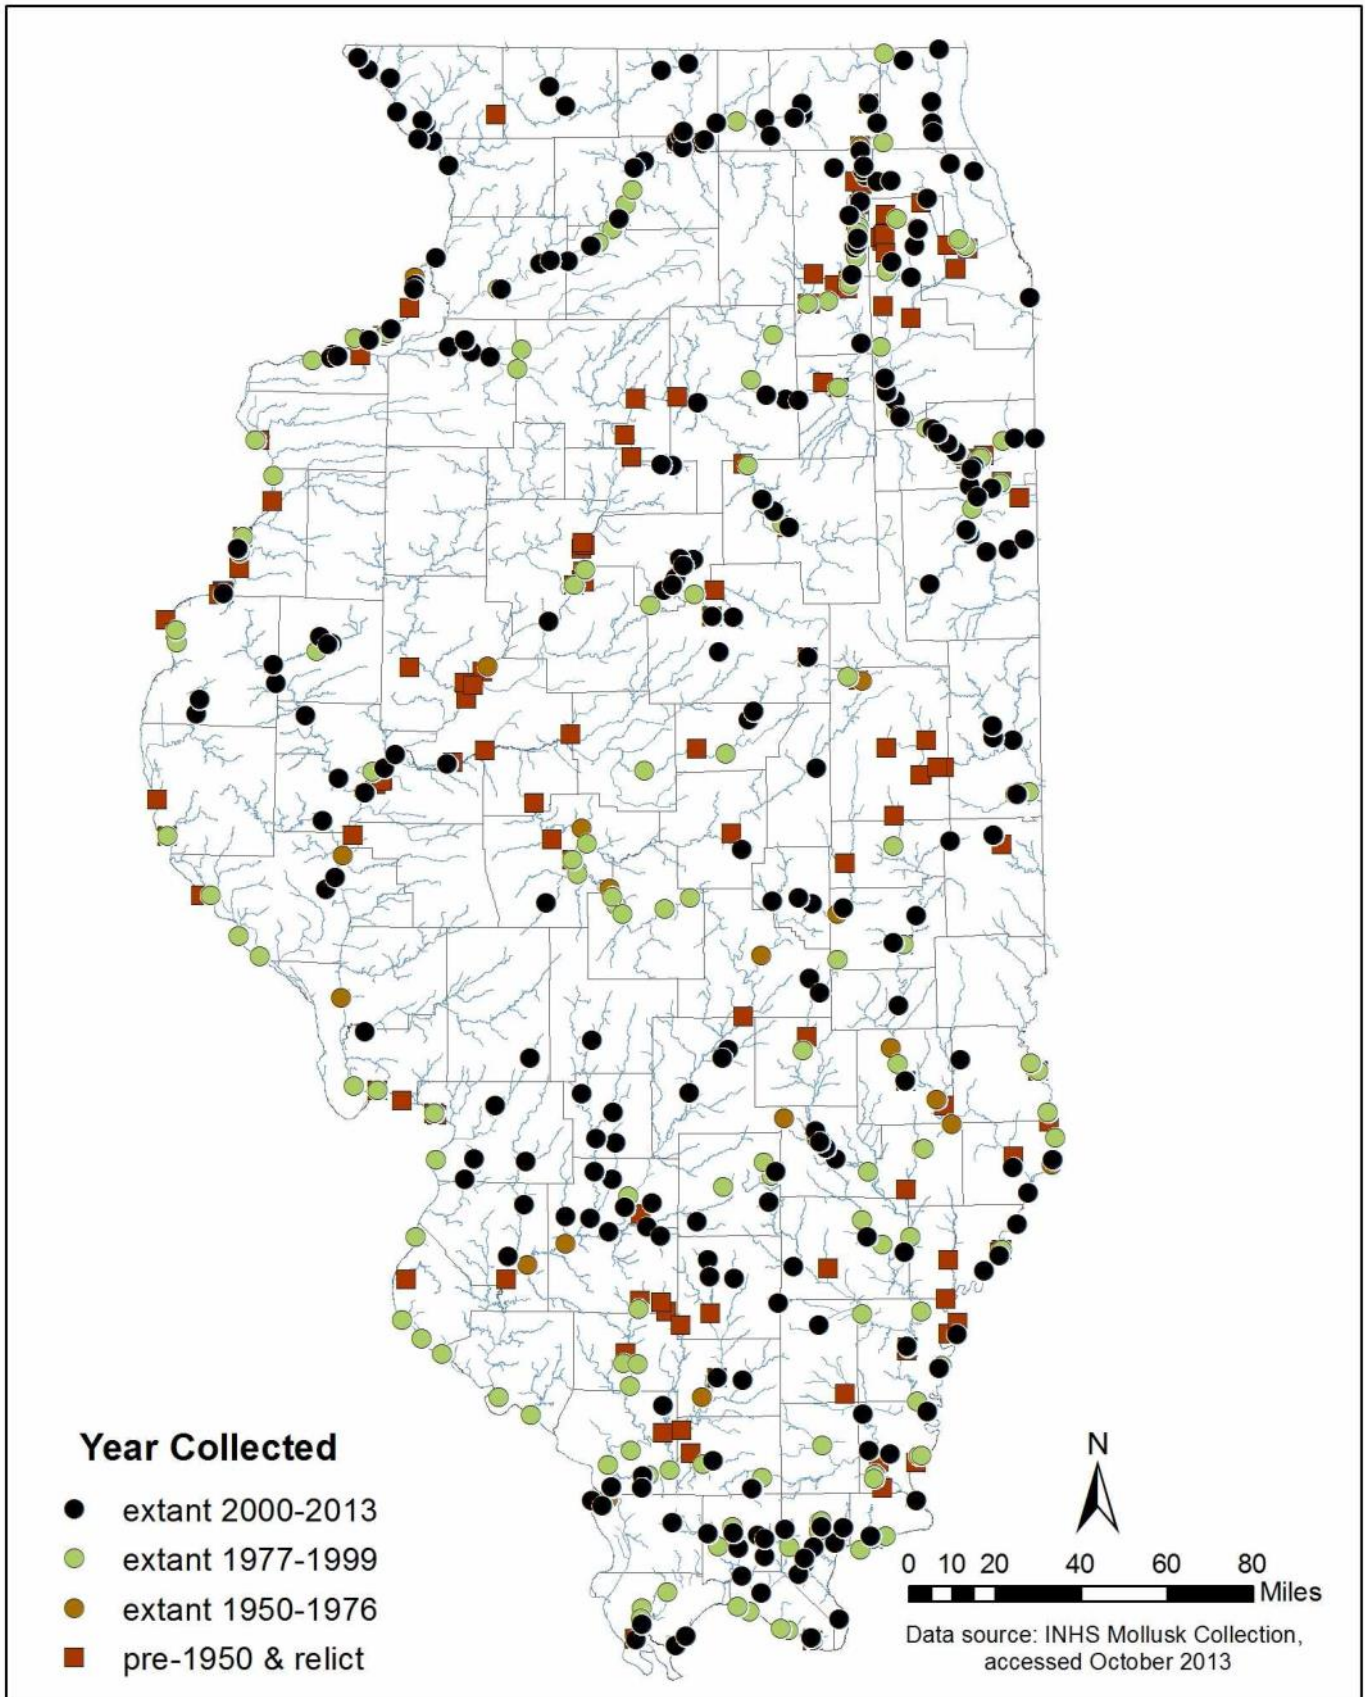 Year Collected
extant 2000-2013
extant 1977-1999
extant 1950-1976
pre-1950 & relict
N
0 10 20 40 60 80
Miles
Data source: INHS Mollusk Collection,
accessed October 2013